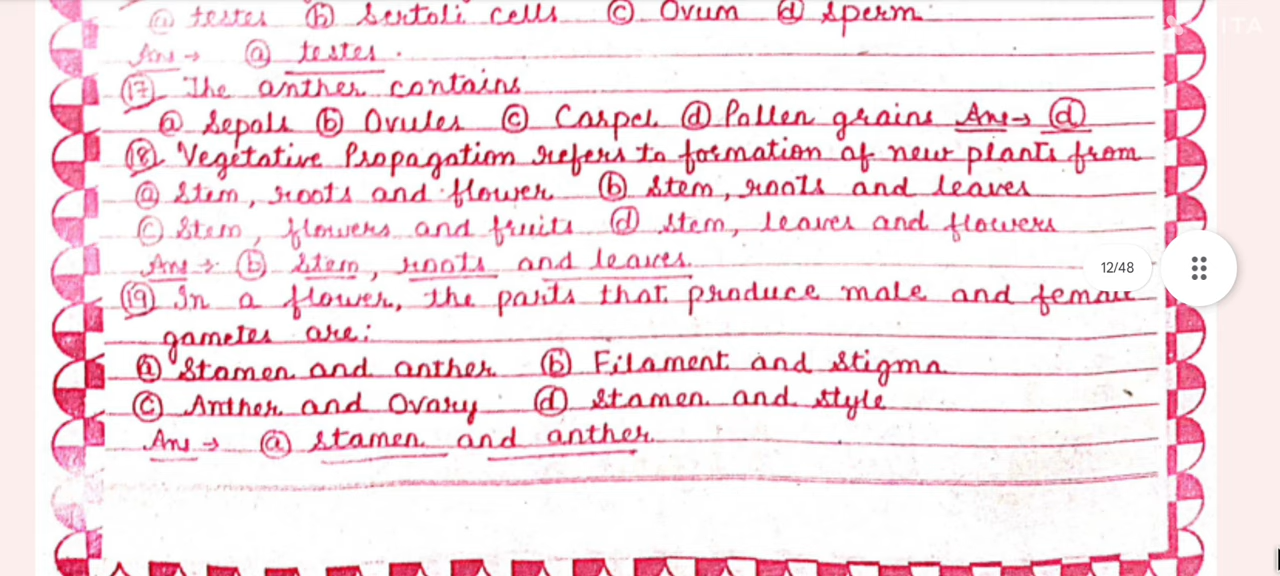 ⓐ testes ⓑ Sertoli cells ⓒ Ovum ⓓ Sperm
Ans → ⓐ testes.
⑰ The anther contains
ⓐ Sepals ⓑ Ovules ⓒ Carpel ⓓ Pollen grains Ans → ⓓ
⑱ Vegetative Propagation refers to formation of new plants from
ⓐ Stem, roots and flower ⓑ Stem, roots and leaves
ⓒ Stem, flowers and fruits ⓓ Stem, leaves and flowers
Ans → ⓑ Stem, roots and leaves.
12/48
⑲ In a flower, the parts that produce male and female
gametes are:
ⓐ Stamen and anther ⓑ Filament and Stigma
ⓒ Anther and Ovary ⓓ Stamen and style
Ans → ⓐ Stamen and anther.